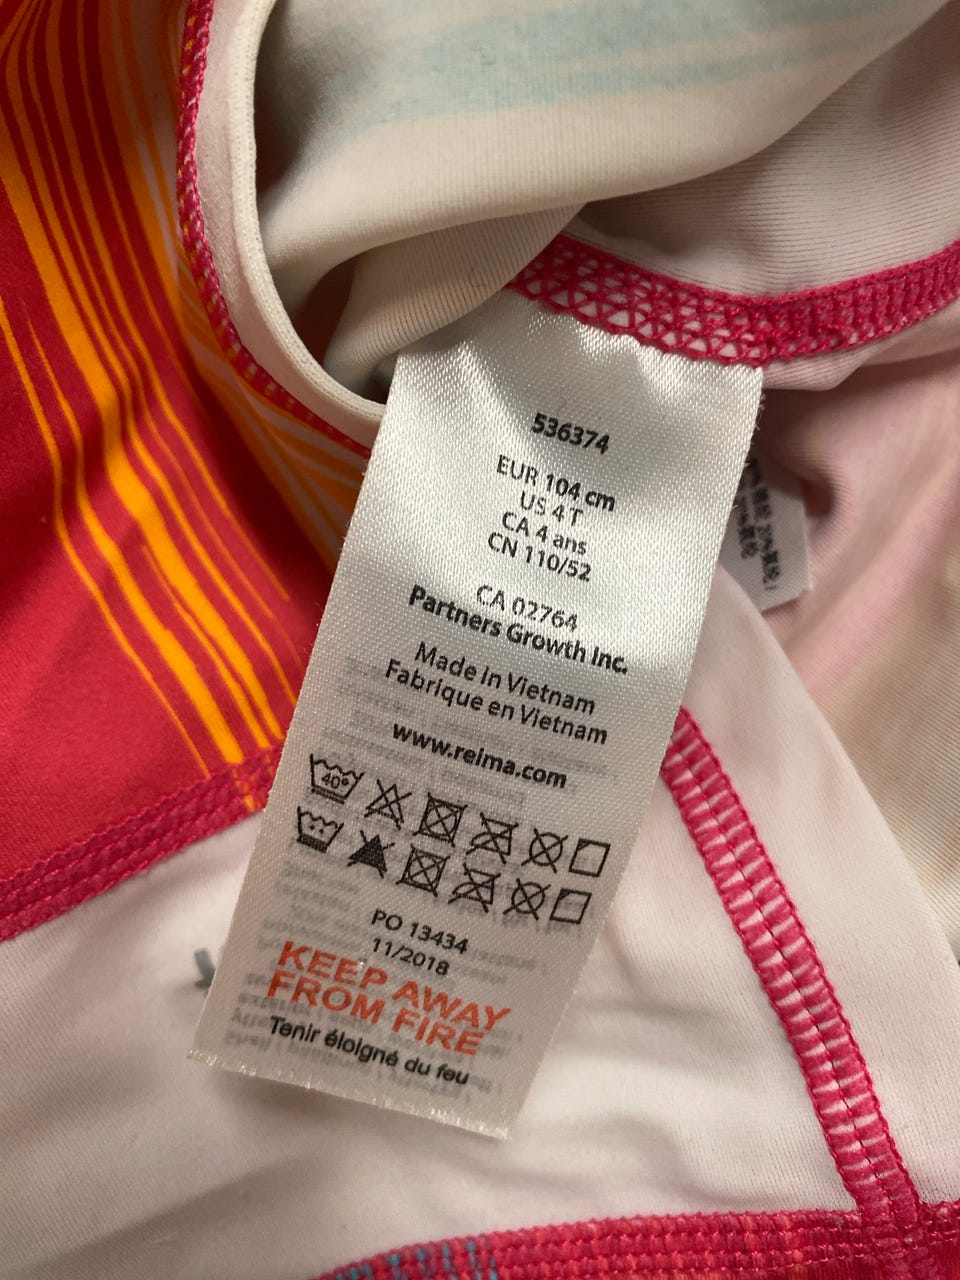 536374
EUR 104 cm
US 4 T
CA 4 ans
CN 110/52
CA 02764
Partners Growth Inc.
Made in Vietnam
Fabrique en Vietnam
www.reima.com
40°
PO 13434
11/2018
KEEP AWAY
FROM FIRE
Tenir éloigné du feu